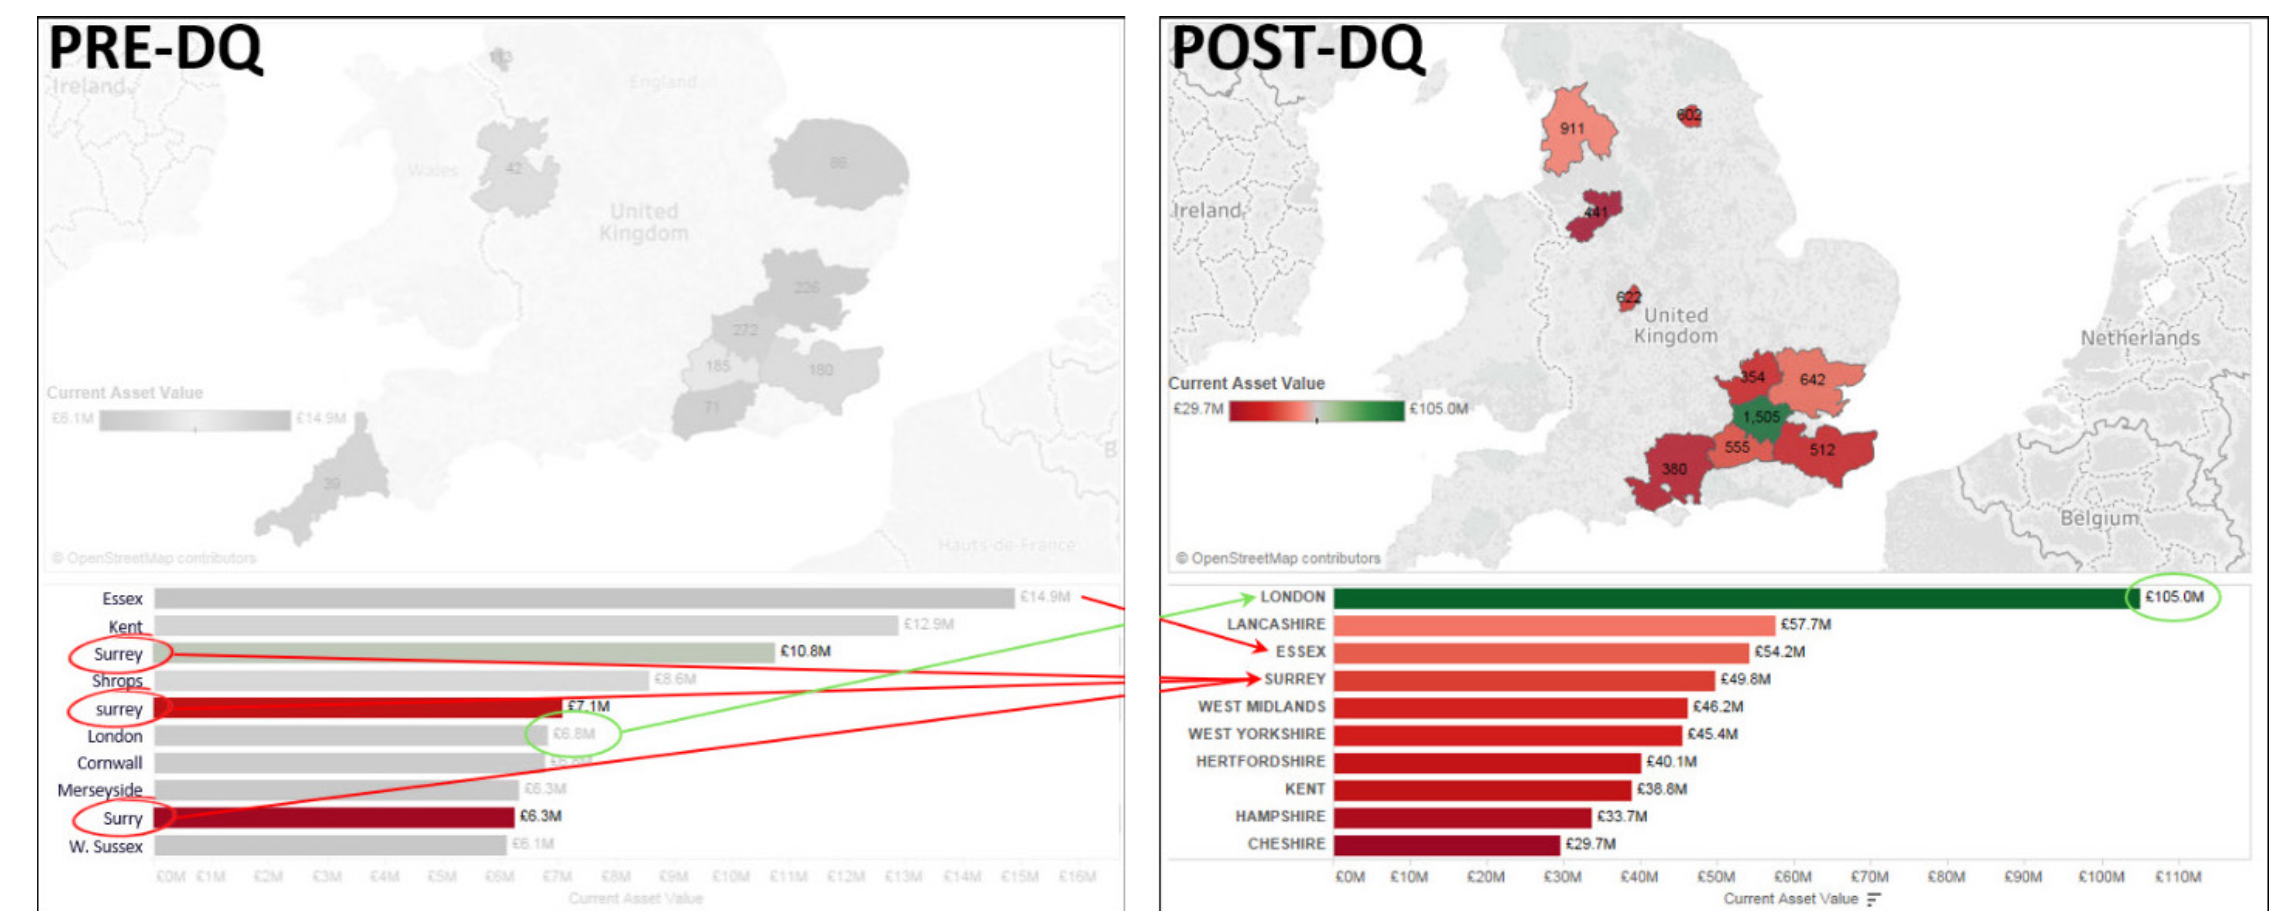 PRE-DQ
Ireland
113
England
Wales
42
86
United
Kingdom
226
272
185
180
71
Current Asset Value
£6.1M
£14.9M
39
B
Hauts-de-France
© OpenStreetMap contributors
Essex £14.9M
Kent £12.9M
Surrey £10.8M
Shrops £8.6M
surrey £7.1M
London £6.8M
Cornwall
Merseyside £6.3M
Surry £6.3M
W. Sussex £6.1M
£0M £1M £2M £3M £4M £5M £6M £7M £8M £9M £10M £11M £12M £13M £14M £15M £16M
Current Asset Value
POST-DQ
911
602
Ireland
441
622
United
Kingdom
Netherlands
354
642
Current Asset Value
£29.7M
£105.0M
1,505
555
512
380
Belgium
© OpenStreetMap contributors
LONDON £105.0M
LANCASHIRE £57.7M
ESSEX £54.2M
SURREY £49.8M
WEST MIDLANDS £46.2M
WEST YORKSHIRE £45.4M
HERTFORDSHIRE £40.1M
KENT £38.8M
HAMPSHIRE £33.7M
CHESHIRE £29.7M
£0M £10M £20M £30M £40M £50M £60M £70M £80M £90M £100M £110M
Current Asset Value